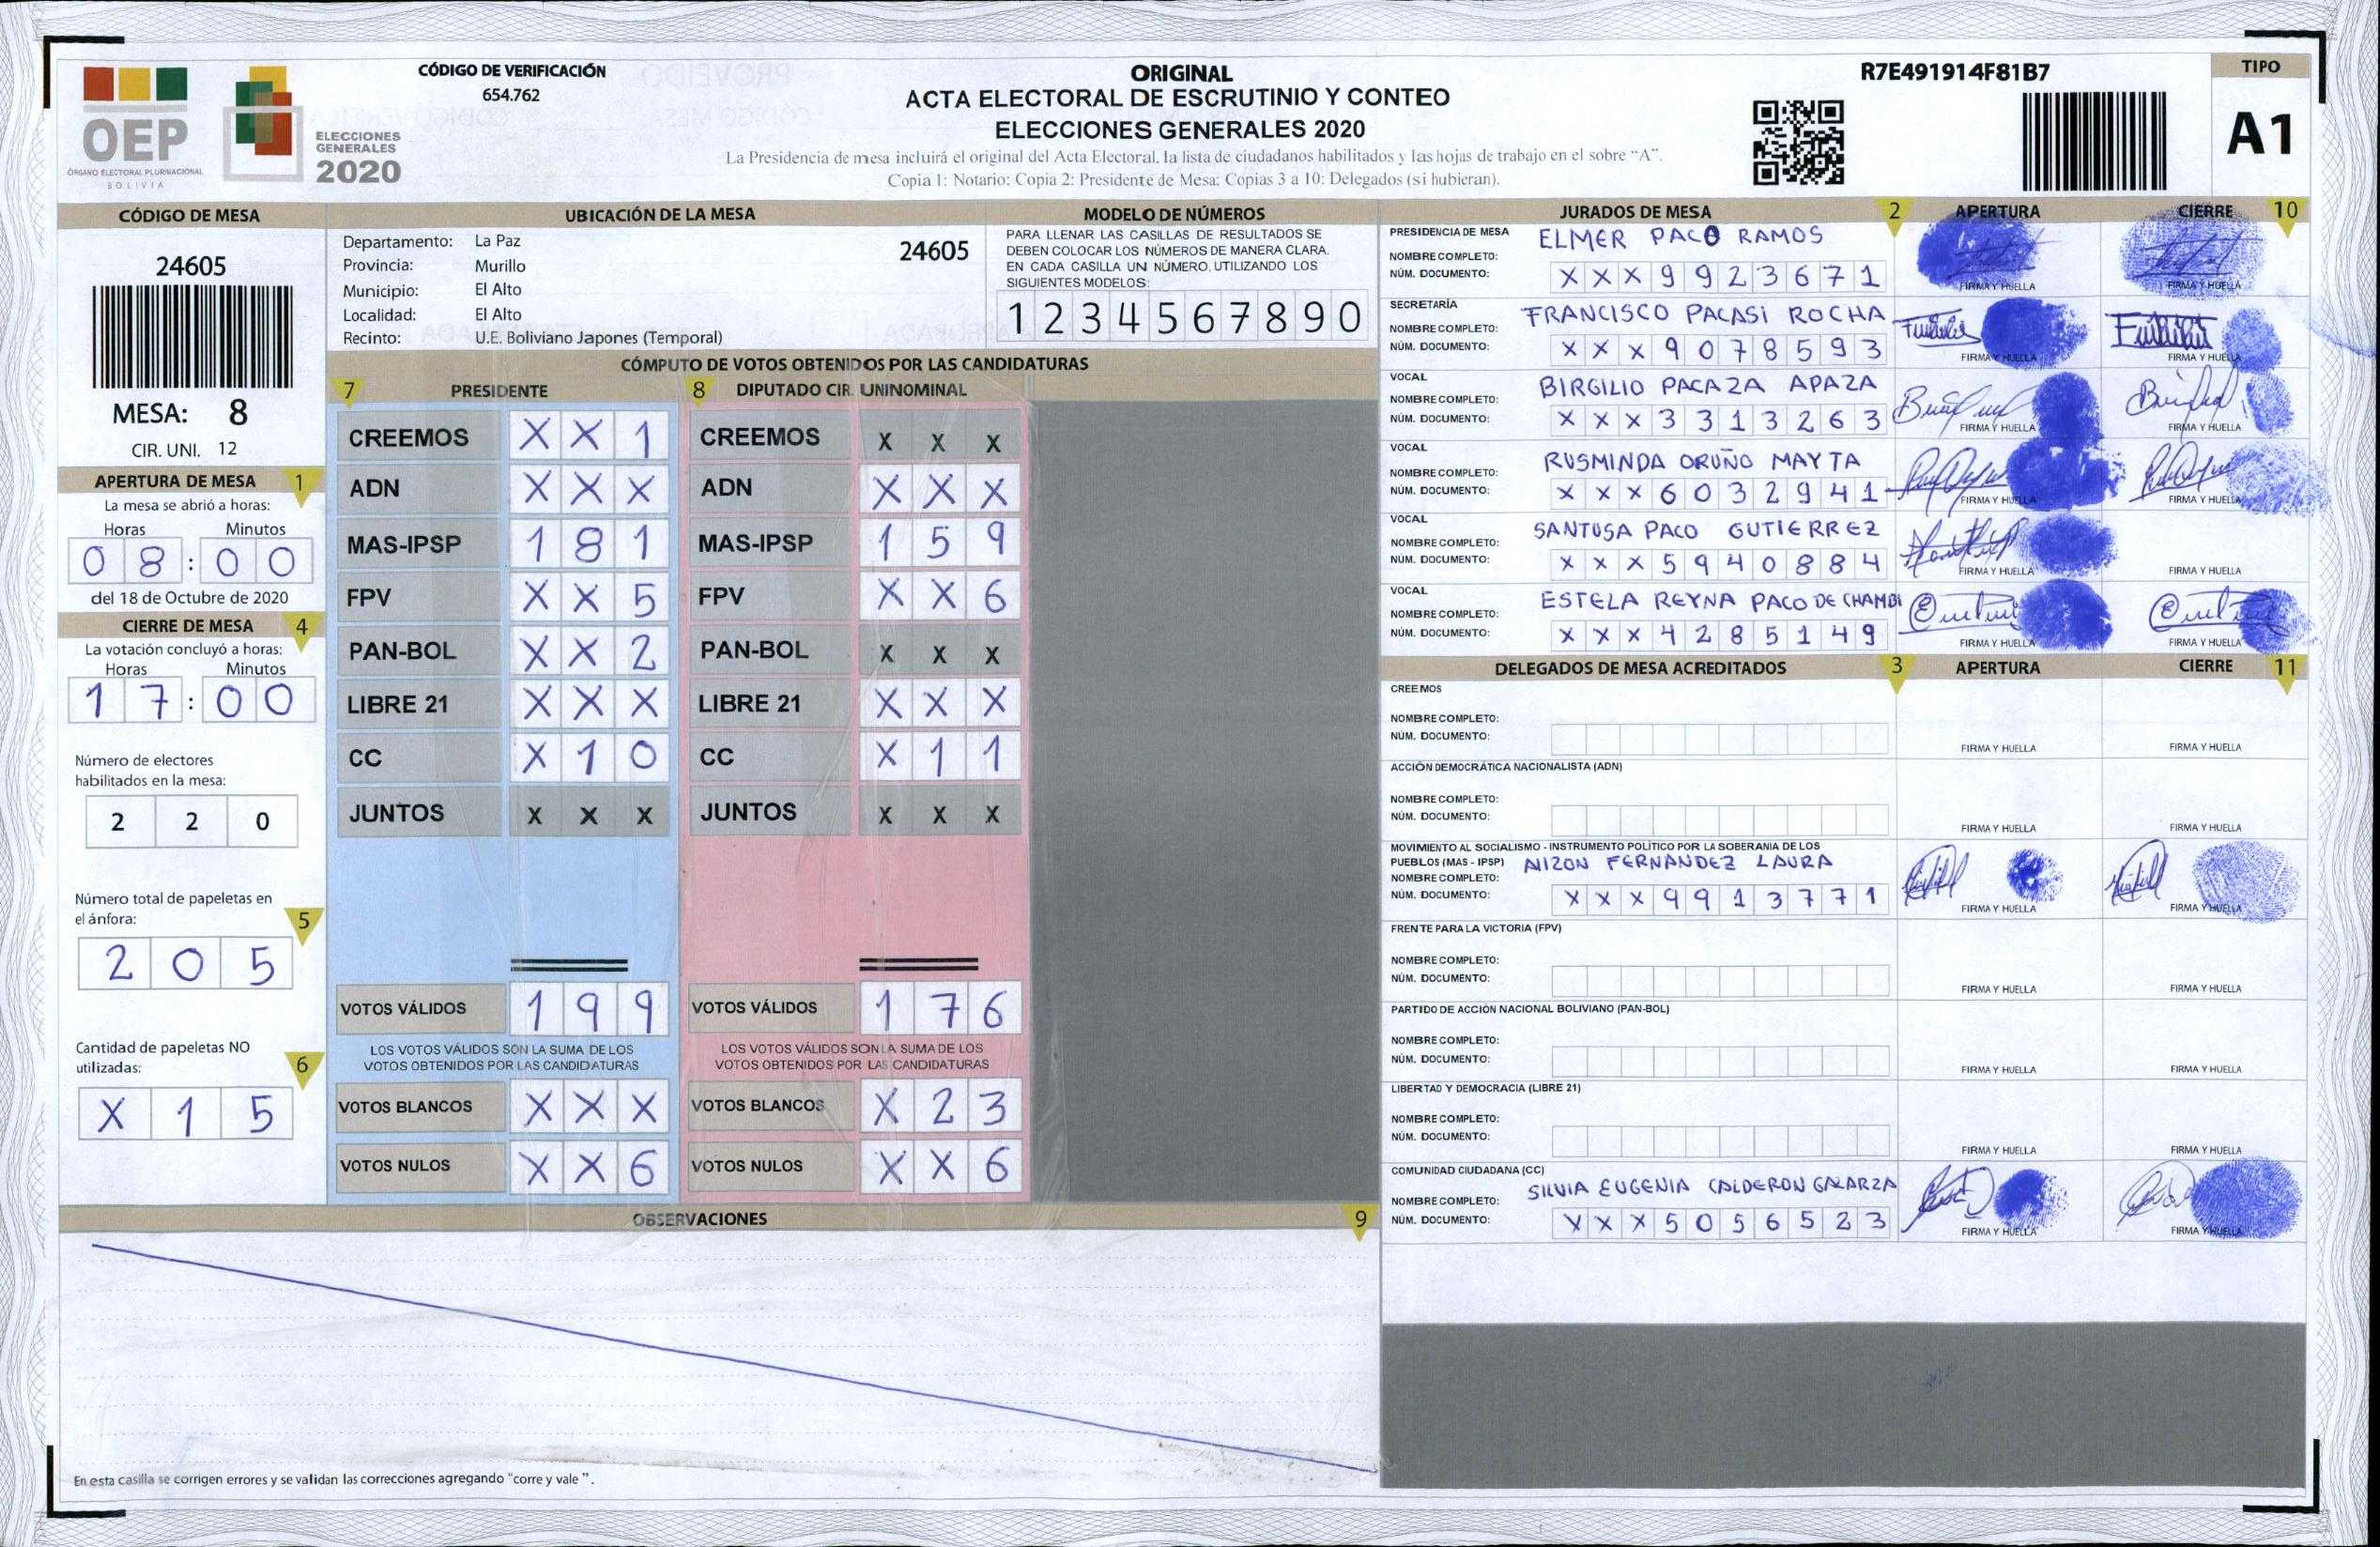 CÓDIGO DE VERIFICACIÓN
654.762
OEP
ÓRGANO ELECTORAL PLURINACIONAL
BOLIVIA
ELECCIONES
GENERALES
2020
ORIGINAL
ACTA ELECTORAL DE ESCRUTINIO Y CONTEO
ELECCIONES GENERALES 2020
La Presidencia de mesa incluirá el original del Acta Electoral, la lista de ciudadanos habilitados y las hojas de trabajo en el sobre “A”.
Copia 1: Notario; Copia 2: Presidente de Mesa; Copias 3 a 10: Delegados (si hubieran).
R7E491914F81B7
TIPO
A1
CÓDIGO DE MESA
24605
MESA: 8
CIR. UNI. 12
APERTURA DE MESA 1
La mesa se abrió a horas:
Horas Minutos
0 8 : 0 0
del 18 de Octubre de 2020
CIERRE DE MESA 4
La votación concluyó a horas:
Horas Minutos
1 7 : 0 0
Número de electores
habilitados en la mesa:
2 2 0
Número total de papeletas en
el ánfora: 5
2 0 5
Cantidad de papeletas NO
utilizadas: 6
X 1 5
UBICACIÓN DE LA MESA
Departamento: La Paz
24605
Provincia: Murillo
Municipio: El Alto
Localidad: El Alto
Recinto: U.E. Boliviano Japones (Temporal)
MODELO DE NÚMEROS
PARA LLENAR LAS CASILLAS DE RESULTADOS SE
DEBEN COLOCAR LOS NÚMEROS DE MANERA CLARA.
EN CADA CASILLA UN NÚMERO, UTILIZANDO LOS
SIGUIENTES MODELOS:
1 2 3 4 5 6 7 8 9 0
CÓMPUTO DE VOTOS OBTENIDOS POR LAS CANDIDATURAS
7 PRESIDENTE
CREEMOS X X 1
ADN X X X
MAS-IPSP 1 8 1
FPV X X 5
PAN-BOL X X 2
LIBRE 21 X X X
CC X 1 0
JUNTOS X X X
VOTOS VÁLIDOS 1 9 9
LOS VOTOS VÁLIDOS SON LA SUMA DE LOS
VOTOS OBTENIDOS POR LAS CANDIDATURAS
VOTOS BLANCOS X X X
VOTOS NULOS X X 6
8 DIPUTADO CIR. UNINOMINAL
CREEMOS X X X
ADN X X X
MAS-IPSP 1 5 9
FPV X X 6
PAN-BOL X X X
LIBRE 21 X X X
CC X 1 1
JUNTOS X X X
VOTOS VÁLIDOS 1 7 6
LOS VOTOS VÁLIDOS SON LA SUMA DE LOS
VOTOS OBTENIDOS POR LAS CANDIDATURAS
VOTOS BLANCOS X 2 3
VOTOS NULOS X X 6
OBSERVACIONES 9
En esta casilla se corrigen errores y se validan las correcciones agregando "corre y vale ".
JURADOS DE MESA 2 APERTURA CIERRE 10
PRESIDENCIA DE MESA ELMER PACO RAMOS
NOMBRE COMPLETO:
NÚM. DOCUMENTO: X X X 9 9 2 3 6 7 1
FIRMA Y HUELLA FIRMA Y HUELLA
SECRETARÍA FRANCISCO PACASI ROCHA
NOMBRE COMPLETO:
NÚM. DOCUMENTO: X X X 9 0 7 8 5 9 3
FIRMA Y HUELLA FIRMA Y HUELLA
VOCAL BIRGILIO PACAZA APAZA
NOMBRE COMPLETO:
NÚM. DOCUMENTO: X X X 3 3 1 3 2 6 3
FIRMA Y HUELLA FIRMA Y HUELLA
VOCAL RUSMINDA ORUÑO MAYTA
NOMBRE COMPLETO:
NÚM. DOCUMENTO: X X X 6 0 3 2 9 4 1
FIRMA Y HUELLA FIRMA Y HUELLA
VOCAL SANTUSA PACO GUTIERREZ
NOMBRE COMPLETO:
NÚM. DOCUMENTO: X X X 5 9 4 0 8 8 4
FIRMA Y HUELLA FIRMA Y HUELLA
VOCAL ESTELA REYNA PACO DE CHAMBI
NOMBRE COMPLETO:
NÚM. DOCUMENTO: X X X 4 2 8 5 1 4 9
FIRMA Y HUELLA FIRMA Y HUELLA
DELEGADOS DE MESA ACREDITADOS 3 APERTURA CIERRE 11
CREEMOS
NOMBRE COMPLETO:
NÚM. DOCUMENTO:
FIRMA Y HUELLA FIRMA Y HUELLA
ACCIÓN DEMOCRÁTICA NACIONALISTA (ADN)
NOMBRE COMPLETO:
NÚM. DOCUMENTO:
FIRMA Y HUELLA FIRMA Y HUELLA
MOVIMIENTO AL SOCIALISMO - INSTRUMENTO POLÍTICO POR LA SOBERANIA DE LOS
PUEBLOS (MAS - IPSP) NIZON FERNANDEZ LAURA
NOMBRE COMPLETO:
NÚM. DOCUMENTO: X X X 9 9 1 3 7 7 1
FIRMA Y HUELLA FIRMA Y HUELLA
FRENTE PARA LA VICTORIA (FPV)
NOMBRE COMPLETO:
NÚM. DOCUMENTO:
FIRMA Y HUELLA FIRMA Y HUELLA
PARTIDO DE ACCIÓN NACIONAL BOLIVIANO (PAN-BOL)
NOMBRE COMPLETO:
NÚM. DOCUMENTO:
FIRMA Y HUELLA FIRMA Y HUELLA
LIBERTAD Y DEMOCRACIA (LIBRE 21)
NOMBRE COMPLETO:
NÚM. DOCUMENTO:
FIRMA Y HUELLA FIRMA Y HUELLA
COMUNIDAD CIUDADANA (CC)
SILVIA EUGENIA CALDERON GALARZA
NOMBRE COMPLETO:
NÚM. DOCUMENTO: X X X 5 0 5 6 5 2 3
FIRMA Y HUELLA FIRMA Y HUELLA